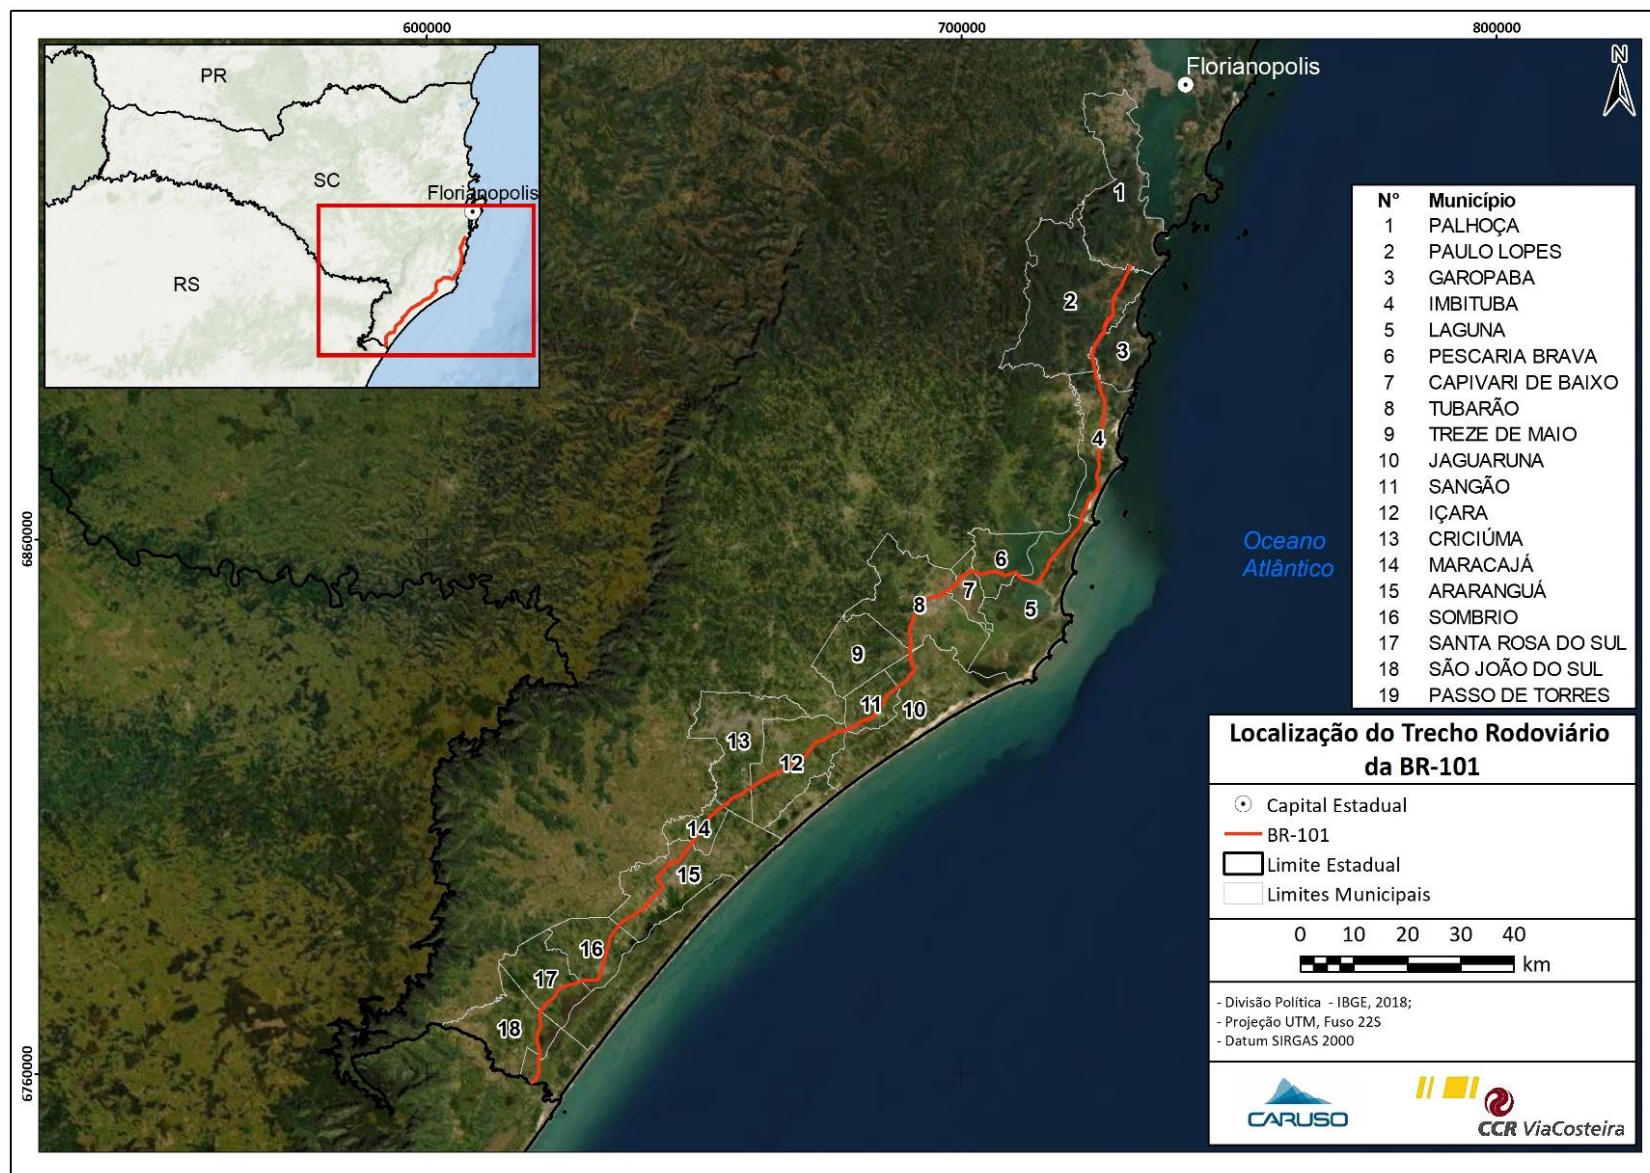 600000
700000
800000
PR
SC
RS
Florianopolis
Florianopolis
N
6860000
6760000
1
2
3
4
5
6
7
8
9
10
11
12
13
14
15
16
17
18
Oceano
Atlântico
N° Município
1 PALHOÇA
2 PAULO LOPES
3 GAROPABA
4 IMBITUBA
5 LAGUNA
6 PESCARIA BRAVA
7 CAPIVARI DE BAIXO
8 TUBARÃO
9 TREZE DE MAIO
10 JAGUARUNA
11 SANGÃO
12 IÇARA
13 CRICIÚMA
14 MARACAJÁ
15 ARARANGUÁ
16 SOMBRIO
17 SANTA ROSA DO SUL
18 SÃO JOÃO DO SUL
19 PASSO DE TORRES
Localização do Trecho Rodoviário
da BR-101
Capital Estadual
BR-101
Limite Estadual
Limites Municipais
0 10 20 30 40
km
- Divisão Política - IBGE, 2018;
- Projeção UTM, Fuso 22S
- Datum SIRGAS 2000
CARUSO
CCR ViaCosteira